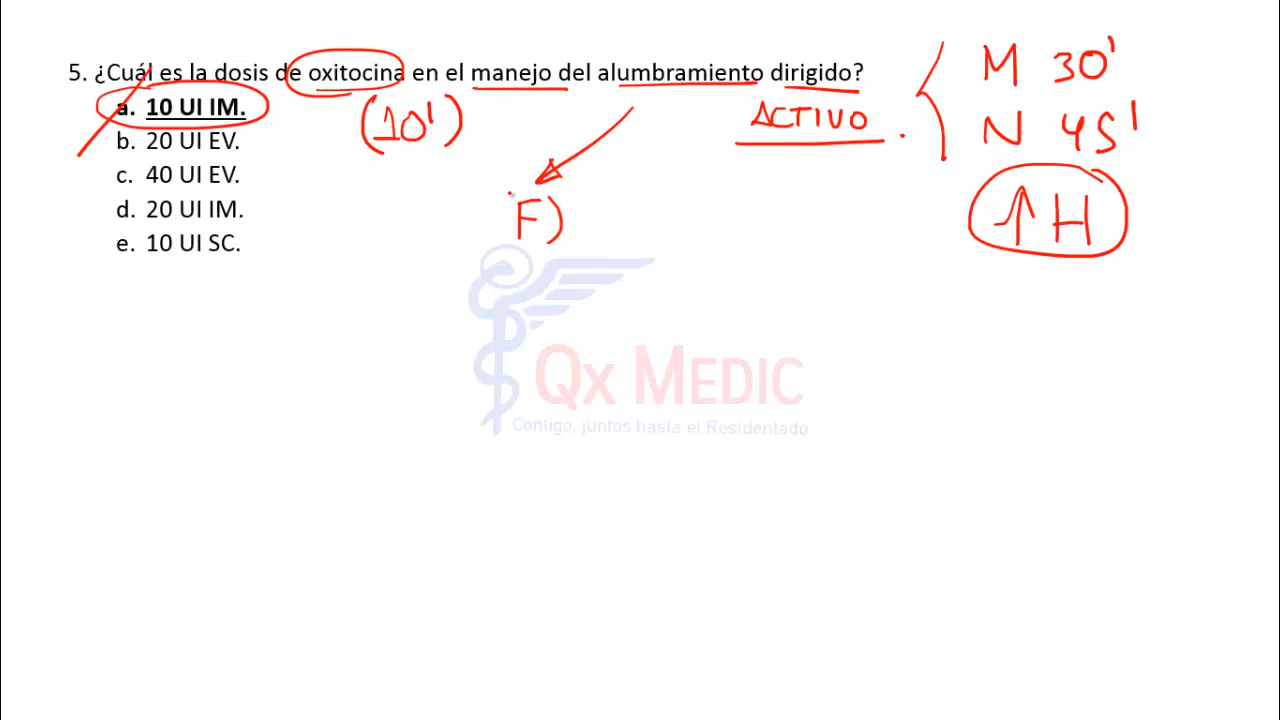 5. ¿Cuál es la dosis de oxitocina en el manejo del alumbramiento dirigido?
a. 10 UI IM.
b. 20 UI EV.
c. 40 UI EV.
d. 20 UI IM.
e. 10 UI SC.
(10')
ACTIVO
M 30'
N 45'
↑ H
F)
Qx MEDIC
Contigo, juntos hasta el Residentado